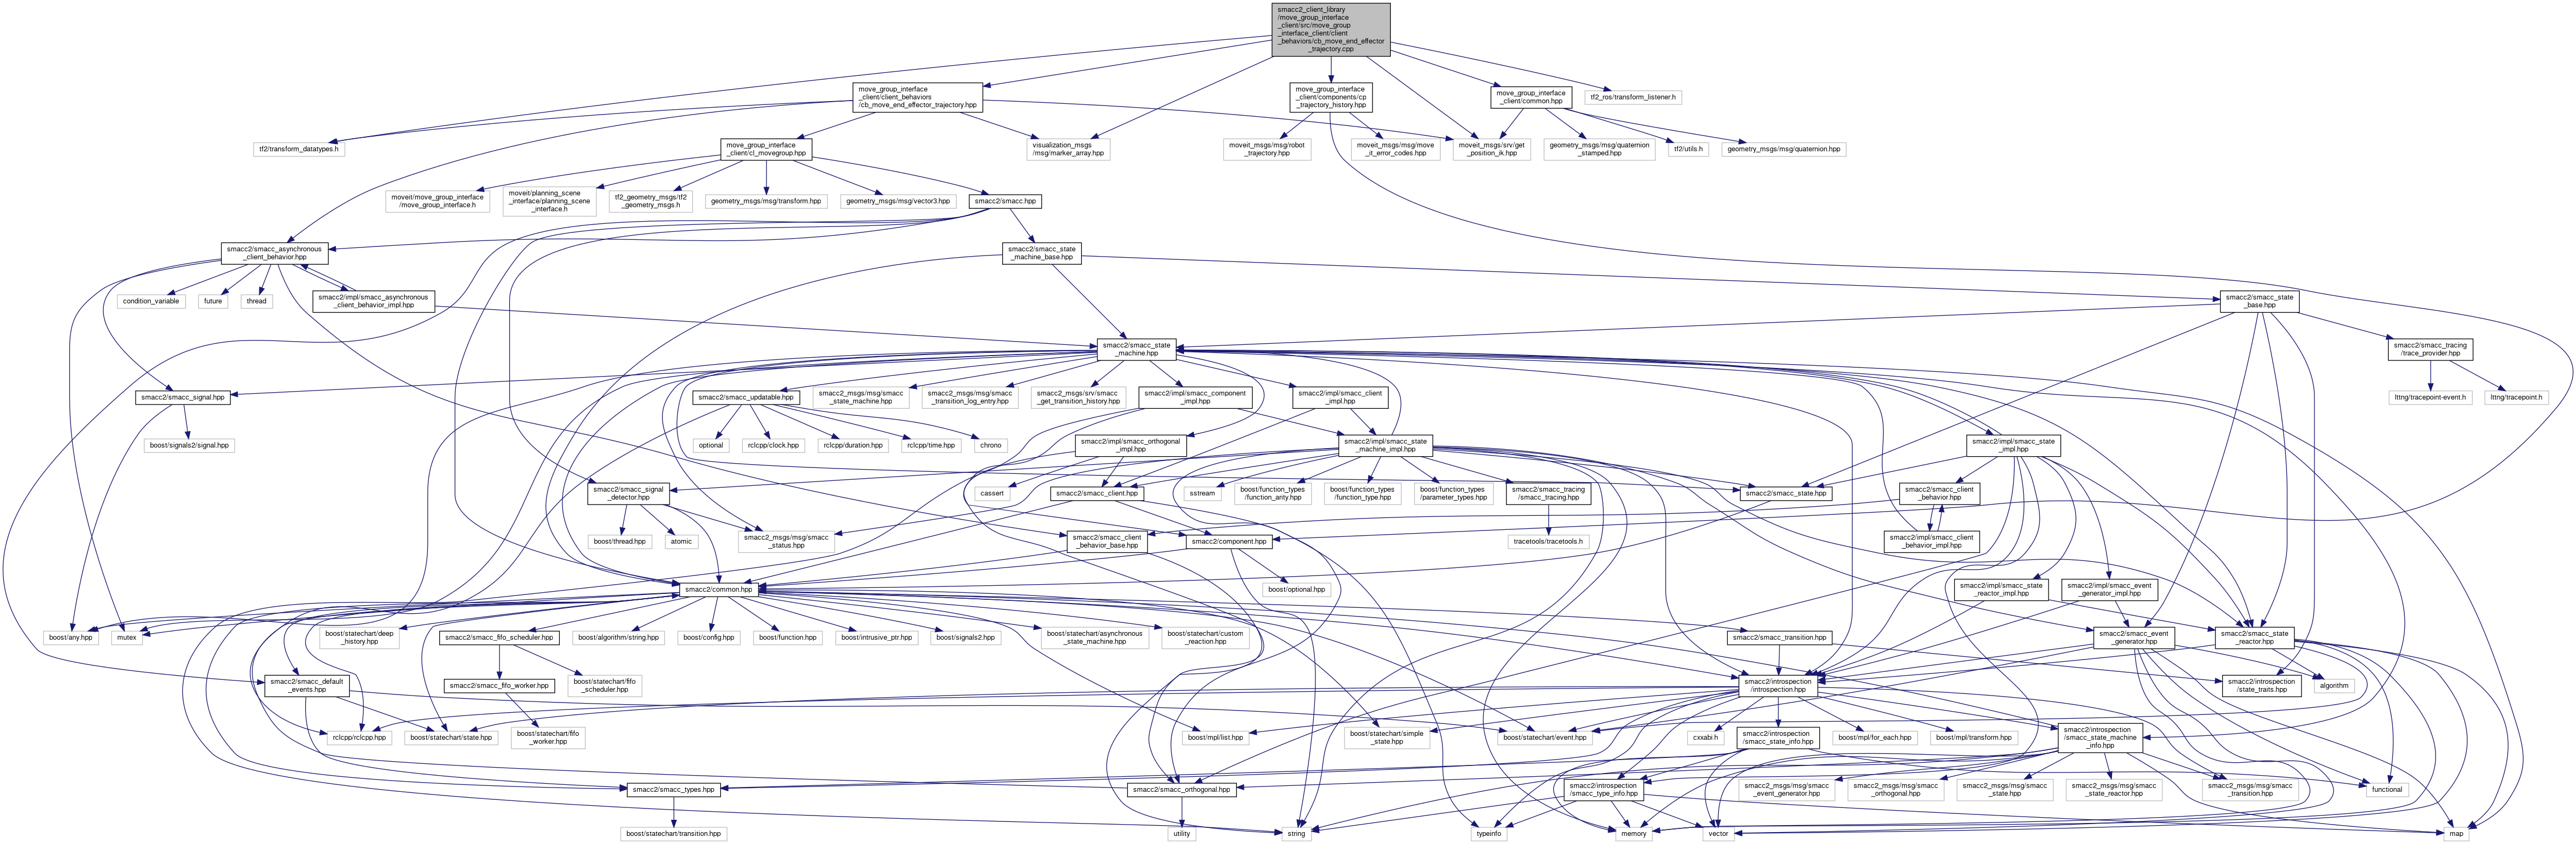 smacc2_client_library
/move_group_interface
_client/src/move_group
_interface_client/client
_behaviors/cb_move_end_effector
_trajectory.cpp
move_group_interface
_client/client_behaviors
/cb_move_end_effector_trajectory.hpp
move_group_interface
_client/components/cp
_trajectory_history.hpp
move_group_interface
_client/common.hpp
tf2_ros/transform_listener.h
tf2/transform_datatypes.h
move_group_interface
_client/cl_movegroup.hpp
visualization_msgs
/msg/marker_array.hpp
moveit_msgs/msg/robot
_trajectory.hpp
moveit_msgs/msg/move
_it_error_codes.hpp
moveit_msgs/srv/get
_position_ik.hpp
geometry_msgs/msg/quaternion
_stamped.hpp
tf2/utils.h
geometry_msgs/msg/quaternion.hpp
moveit/move_group_interface
/move_group_interface.h
moveit/planning_scene
_interface/planning_scene
_interface.h
tf2_geometry_msgs/tf2
_geometry_msgs.h
geometry_msgs/msg/transform.hpp
geometry_msgs/msg/vector3.hpp
smacc2/smacc.hpp
smacc2/smacc_asynchronous
_client_behavior.hpp
smacc2/smacc_state
_machine_base.hpp
condition_variable
future
thread
smacc2/impl/smacc_asynchronous
_client_behavior_impl.hpp
smacc2/smacc_state
_base.hpp
smacc2/smacc_state
_machine.hpp
smacc2/smacc_tracing
/trace_provider.hpp
smacc2/smacc_signal.hpp
smacc2/smacc_updatable.hpp
smacc2_msgs/msg/smacc
_state_machine.hpp
smacc2_msgs/msg/smacc
_transition_log_entry.hpp
smacc2_msgs/srv/smacc
_get_transition_history.hpp
smacc2/impl/smacc_component
_impl.hpp
smacc2/impl/smacc_client
_impl.hpp
lttng/tracepoint-event.h
lttng/tracepoint.h
boost/signals2/signal.hpp
optional
rclcpp/clock.hpp
rclcpp/duration.hpp
rclcpp/time.hpp
chrono
smacc2/impl/smacc_orthogonal
_impl.hpp
smacc2/impl/smacc_state
_machine_impl.hpp
smacc2/impl/smacc_state
_impl.hpp
smacc2/smacc_signal
_detector.hpp
cassert
smacc2/smacc_client.hpp
sstream
boost/function_types
/function_arity.hpp
boost/function_types
/function_type.hpp
boost/function_types
/parameter_types.hpp
smacc2/smacc_tracing
/smacc_tracing.hpp
smacc2/smacc_state.hpp
smacc2/smacc_client
_behavior.hpp
boost/thread.hpp
atomic
smacc2_msgs/msg/smacc
_status.hpp
smacc2/smacc_client
_behavior_base.hpp
smacc2/component.hpp
tracetools/tracetools.h
smacc2/impl/smacc_client
_behavior_impl.hpp
smacc2/common.hpp
boost/optional.hpp
smacc2/impl/smacc_state
_reactor_impl.hpp
smacc2/impl/smacc_event
_generator_impl.hpp
boost/any.hpp
mutex
boost/statechart/deep
_history.hpp
smacc2/smacc_fifo_scheduler.hpp
boost/algorithm/string.hpp
boost/config.hpp
boost/function.hpp
boost/intrusive_ptr.hpp
boost/signals2.hpp
boost/statechart/asynchronous
_state_machine.hpp
boost/statechart/custom
_reaction.hpp
smacc2/smacc_transition.hpp
smacc2/smacc_event
_generator.hpp
smacc2/smacc_state
_reactor.hpp
smacc2/smacc_default
_events.hpp
smacc2/smacc_fifo_worker.hpp
boost/statechart/fifo
_scheduler.hpp
smacc2/introspection
/introspection.hpp
smacc2/introspection
/state_traits.hpp
algorithm
rclcpp/rclcpp.hpp
boost/statechart/state.hpp
boost/statechart/fifo
_worker.hpp
boost/mpl/list.hpp
boost/statechart/simple
_state.hpp
boost/statechart/event.hpp
cxxabi.h
smacc2/introspection
/smacc_state_info.hpp
boost/mpl/for_each.hpp
boost/mpl/transform.hpp
smacc2/introspection
/smacc_state_machine
_info.hpp
smacc2/smacc_types.hpp
smacc2/smacc_orthogonal.hpp
smacc2/introspection
/smacc_type_info.hpp
smacc2_msgs/msg/smacc
_event_generator.hpp
smacc2_msgs/msg/smacc
_orthogonal.hpp
smacc2_msgs/msg/smacc
_state.hpp
smacc2_msgs/msg/smacc
_state_reactor.hpp
smacc2_msgs/msg/smacc
_transition.hpp
functional
boost/statechart/transition.hpp
utility
string
typeinfo
memory
vector
map